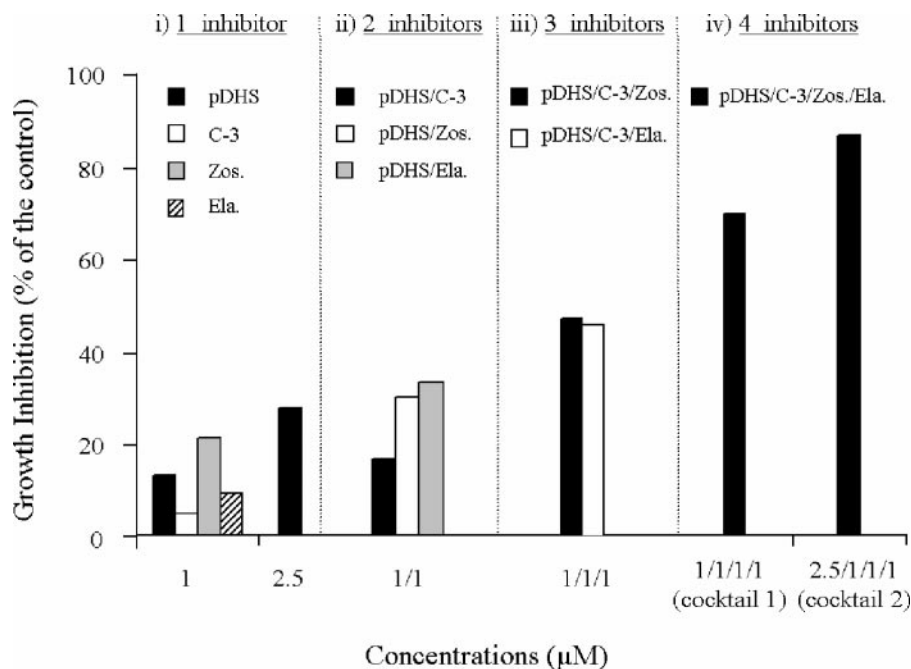 i) 1 inhibitor
ii) 2 inhibitors
iii) 3 inhibitors
iv) 4 inhibitors
Growth Inhibition (% of the control)
100
80
60
40
20
0
pDHS
C-3
Zos.
Ela.
pDHS/C-3
pDHS/Zos.
pDHS/Ela.
pDHS/C-3/Zos.
pDHS/C-3/Ela.
pDHS/C-3/Zos./Ela.
1
2.5
1/1
1/1/1
1/1/1/1
(cocktail 1)
2.5/1/1/1
(cocktail 2)
Concentrations (μM)